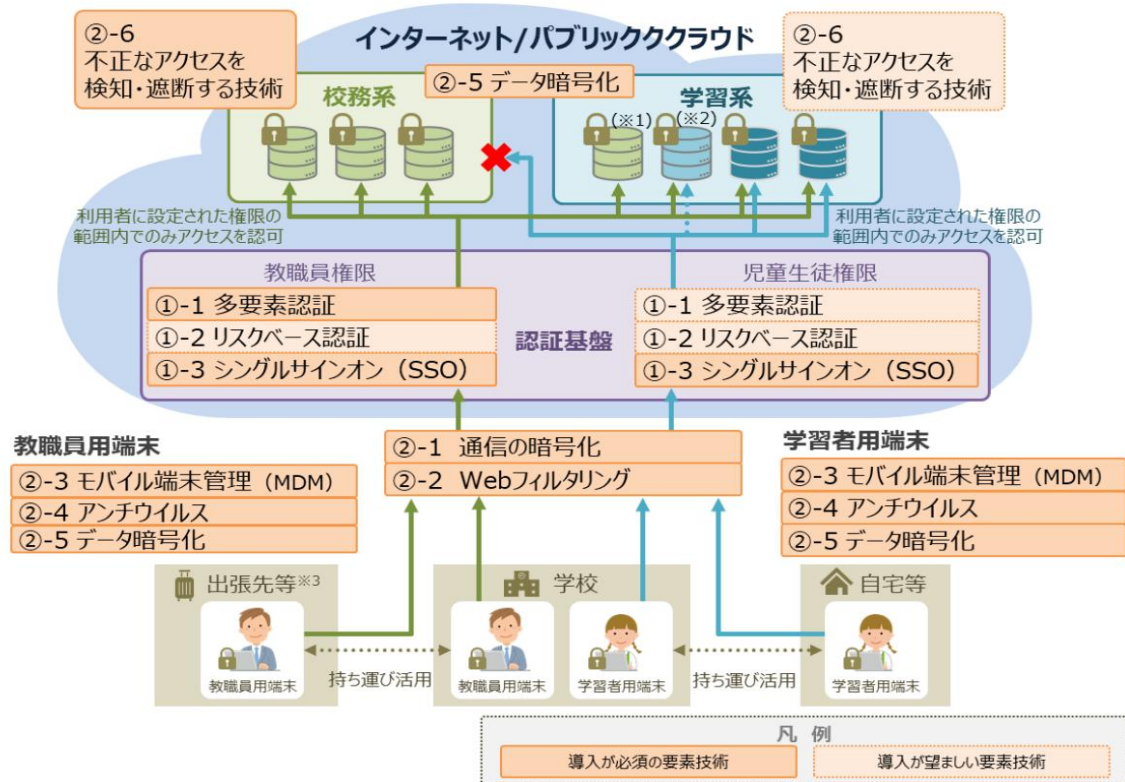 ②-6
不正なアクセスを
検知・遮断する技術
インターネット/パブリッククラウド
②-6
不正なアクセスを
検知・遮断する技術
校務系
②-5 データ暗号化
学習系
(※1)
(※2)
利用者に設定された権限の
範囲内でのみアクセスを認可
利用者に設定された権限の
範囲内でのみアクセスを認可
教職員権限
児童生徒権限
①-1 多要素認証
①-2 リスクベース認証
①-3 シングルサインオン（SSO）
認証基盤
①-1 多要素認証
①-2 リスクベース認証
①-3 シングルサインオン（SSO）
教職員用端末
②-3 モバイル端末管理（MDM）
②-4 アンチウイルス
②-5 データ暗号化
②-1 通信の暗号化
②-2 Webフィルタリング
学習者用端末
②-3 モバイル端末管理（MDM）
②-4 アンチウイルス
②-5 データ暗号化
出張先等※3
学校
自宅等
教職員用端末
持ち運び活用
教職員用端末
学習者用端末
持ち運び活用
学習者用端末
凡 例
導入が必須の要素技術
導入が望ましい要素技術